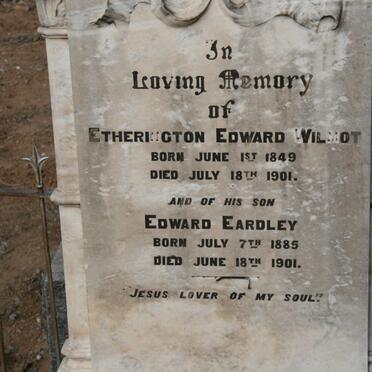 In
Loving Memory
of
ETHERINGTON EDWARD WILMOT
BORN JUNE 1ST 1849
DIED JULY 18TH 1901.
AND OF HIS SON
EDWARD EARDLEY
BORN JULY 7TH 1885
DIED JUNE 18TH 1901.
"JESUS LOVER OF MY SOUL."